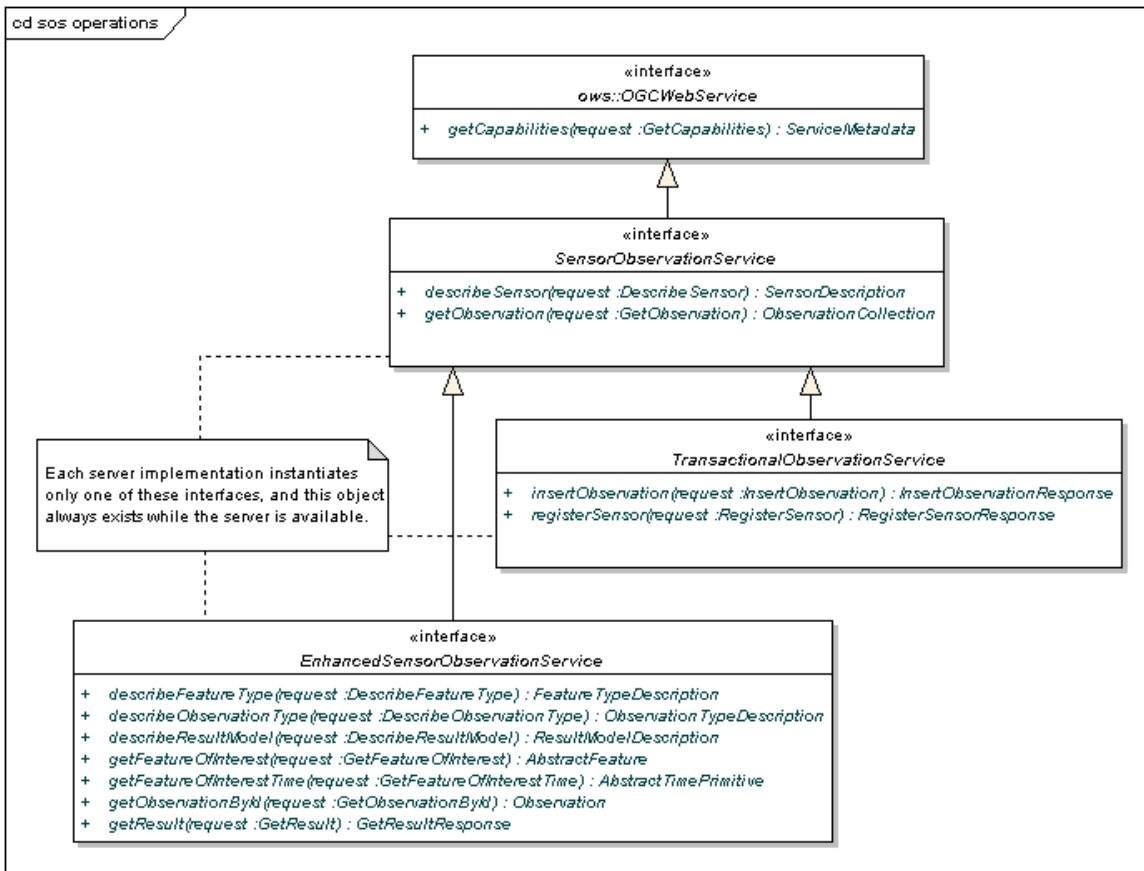 cd sos operations
«interface»
ows::OGCWebService
+ getCapabilities(request :GetCapabilities) : ServiceMetadata
«interface»
SensorObservationService
+ describeSensor(request :DescribeSensor) : SensorDescription
+ getObservation(request :GetObservation) : ObservationCollection
«interface»
TransactionalObservationService
+ insertObservation(request :InsertObservation) : InsertObservationResponse
+ registerSensor(request :RegisterSensor) : RegisterSensorResponse
Each server implementation instantiates
only one of these interfaces, and this object
always exists while the server is available.
«interface»
EnhancedSensorObservationService
+ describeFeatureType(request :DescribeFeatureType) : FeatureTypeDescription
+ describeObservationType(request :DescribeObservationType) : ObservationTypeDescription
+ describeResultModel(request :DescribeResultModel) : ResultModelDescription
+ getFeatureOfInterest(request :GetFeatureOfInterest) : AbstractFeature
+ getFeatureOfInterestTime(request :GetFeatureOfInterestTime) : AbstractTimePrimitive
+ getObservationById(request :GetObservationById) : Observation
+ getResult(request :GetResult) : GetResultResponse